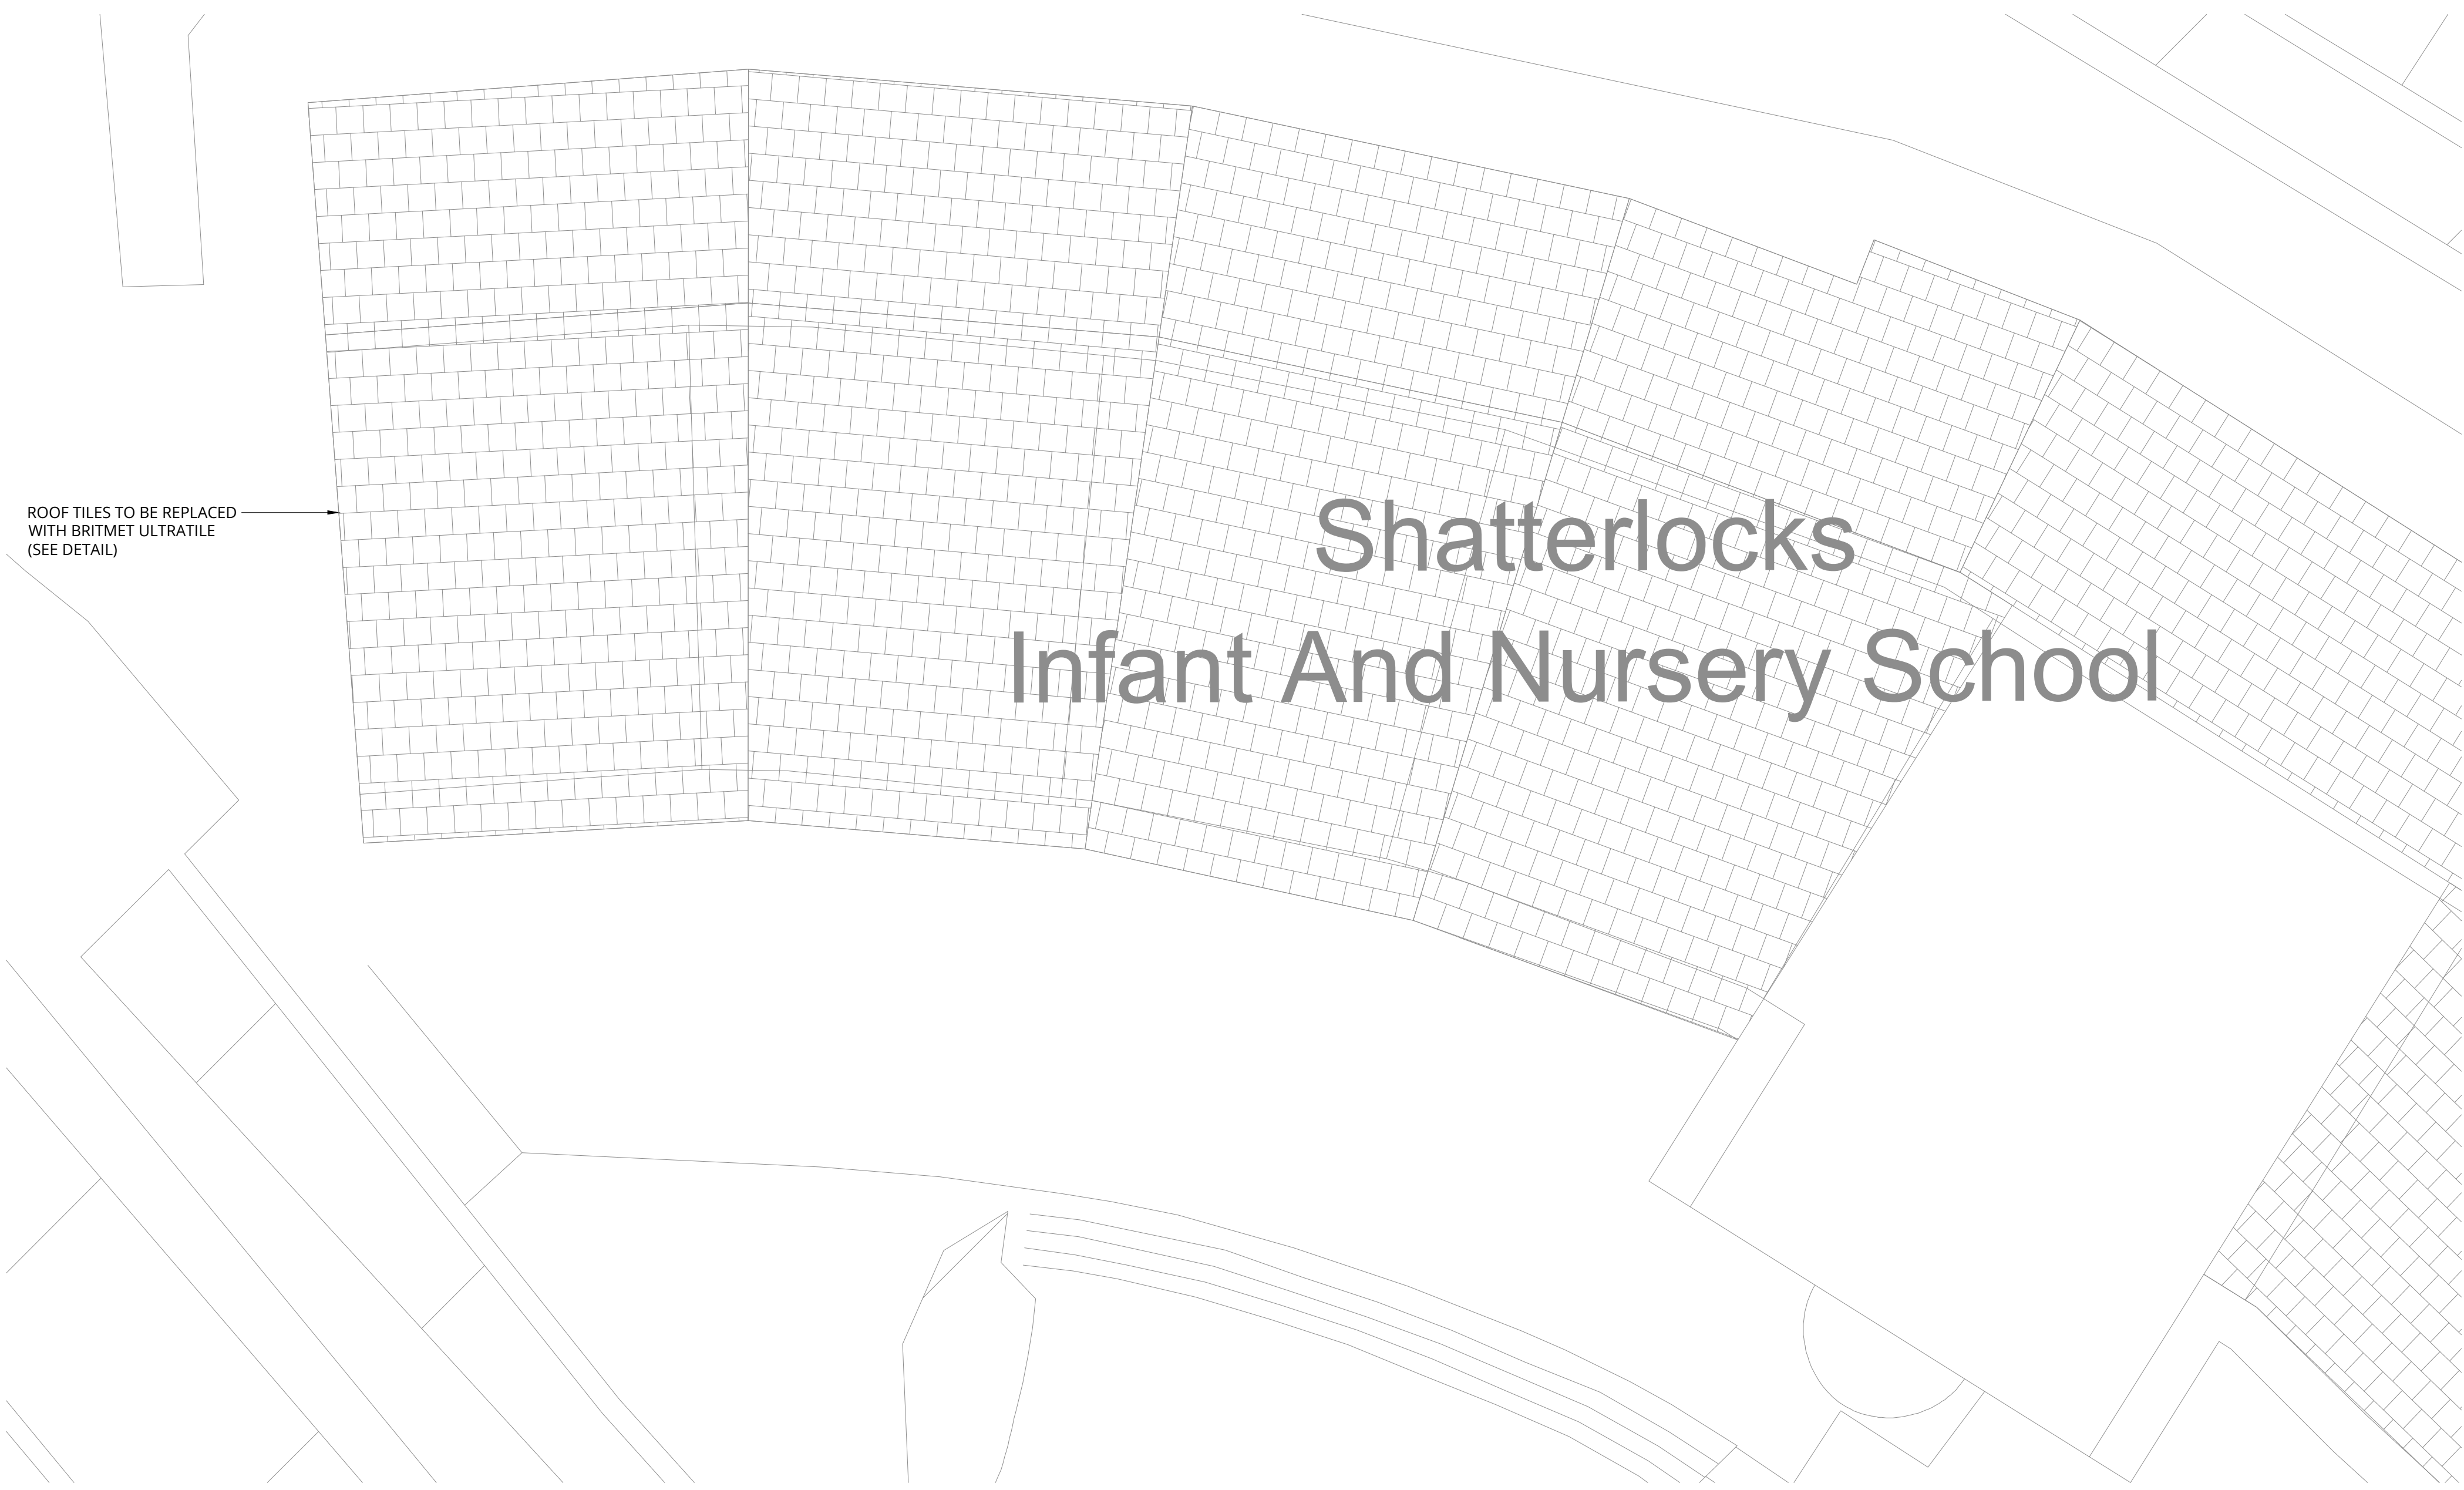 ROOF TILES TO BE REPLACED
WITH BRITMET ULTRATILE
(SEE DETAIL)
Shatterlocks
Infant And Nursery School